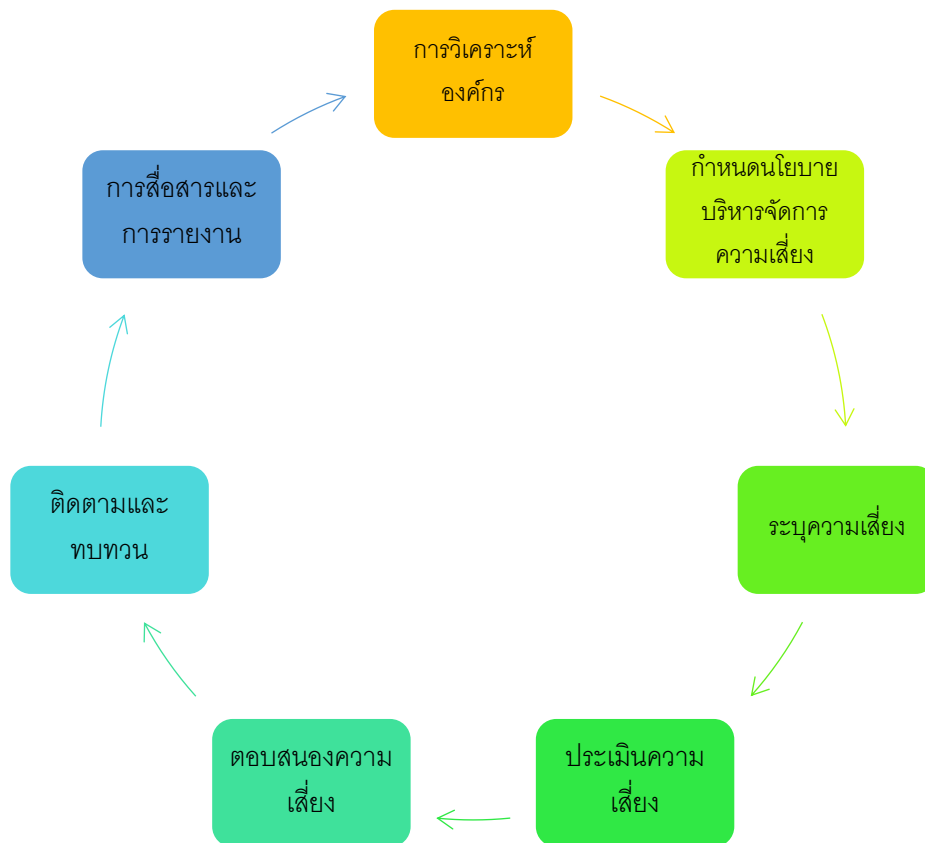 การวิเคราะห์
องค์กร
กำหนดนโยบาย
บริหารจัดการ
ความเสี่ยง
ระบุความเสี่ยง
ประเมินความ
เสี่ยง
ตอบสนองความ
เสี่ยง
ติดตามและ
ทบทวน
การสื่อสารและ
การรายงาน